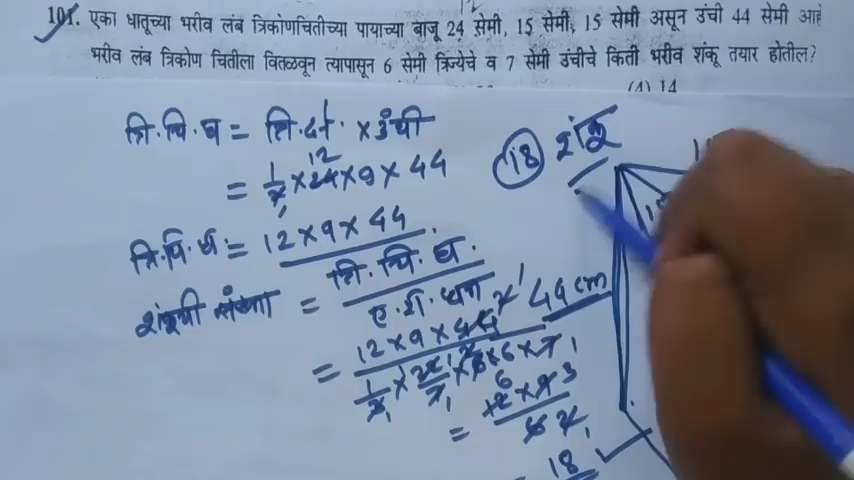 101. एका धातूच्या भरीव लंब त्रिकोणचितीच्या पायाच्या बाजू 24 सेमी, 15 सेमी, 15 सेमी असून उंची 44 सेमी आहे
भरीव लंब त्रिकोण चितीला वितळवून त्यापासून 6 सेमी त्रिज्येचे व 7 सेमी उंचीचे किती भरीव शंकू तयार होतील?
(4) 14
त्रि.चि.घ = × उंची
= 1/2 × 24 12 × 9 × 44
18 शंकू
त्रि.चि.घ = 12 × 9 × 44
शंकूची संख्या = त्रि.चि.घ. / ए.शं.घन
44 cm
= 12 × 9 × 44 / 1/3 × 22/7 × 6 × 6 × 7
=
= 18